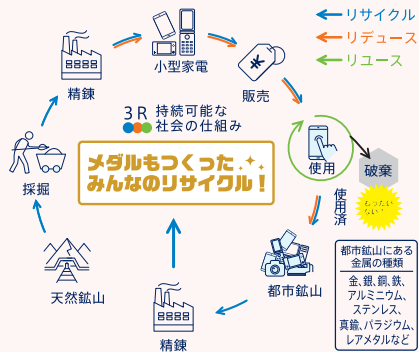 リサイクル
リデュース
リユース
小型家電
精錬
販売
3R 持続可能な
社会の仕組み
メダルもつくった
みんなのリサイクル！
使用
破棄
もったい
ない！
採掘
使用済
都市鉱山
天然鉱山
精錬
都市鉱山にある
金属の種類
金、銀、銅、鉄、
アルミニウム、
ステンレス、
真鍮、パラジウム、
レアメタルなど